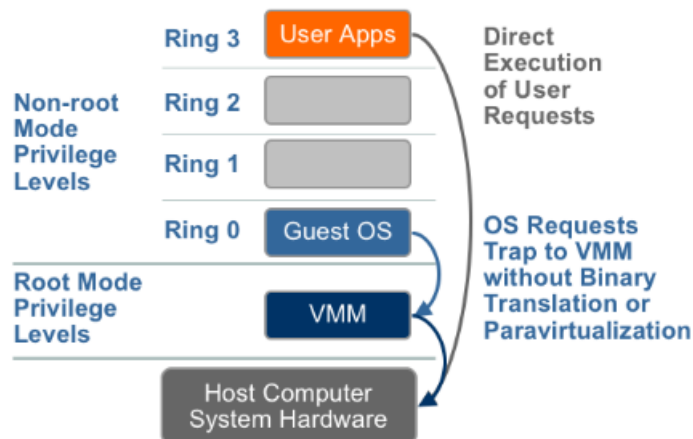 Ring 3
User Apps
Direct
Execution
of User
Requests
Non-root
Mode
Privilege
Levels
Ring 2
Ring 1
Ring 0
Guest OS
OS Requests
Trap to VMM
without Binary
Translation or
Paravirtualization
Root Mode
Privilege
Levels
VMM
Host Computer
System Hardware